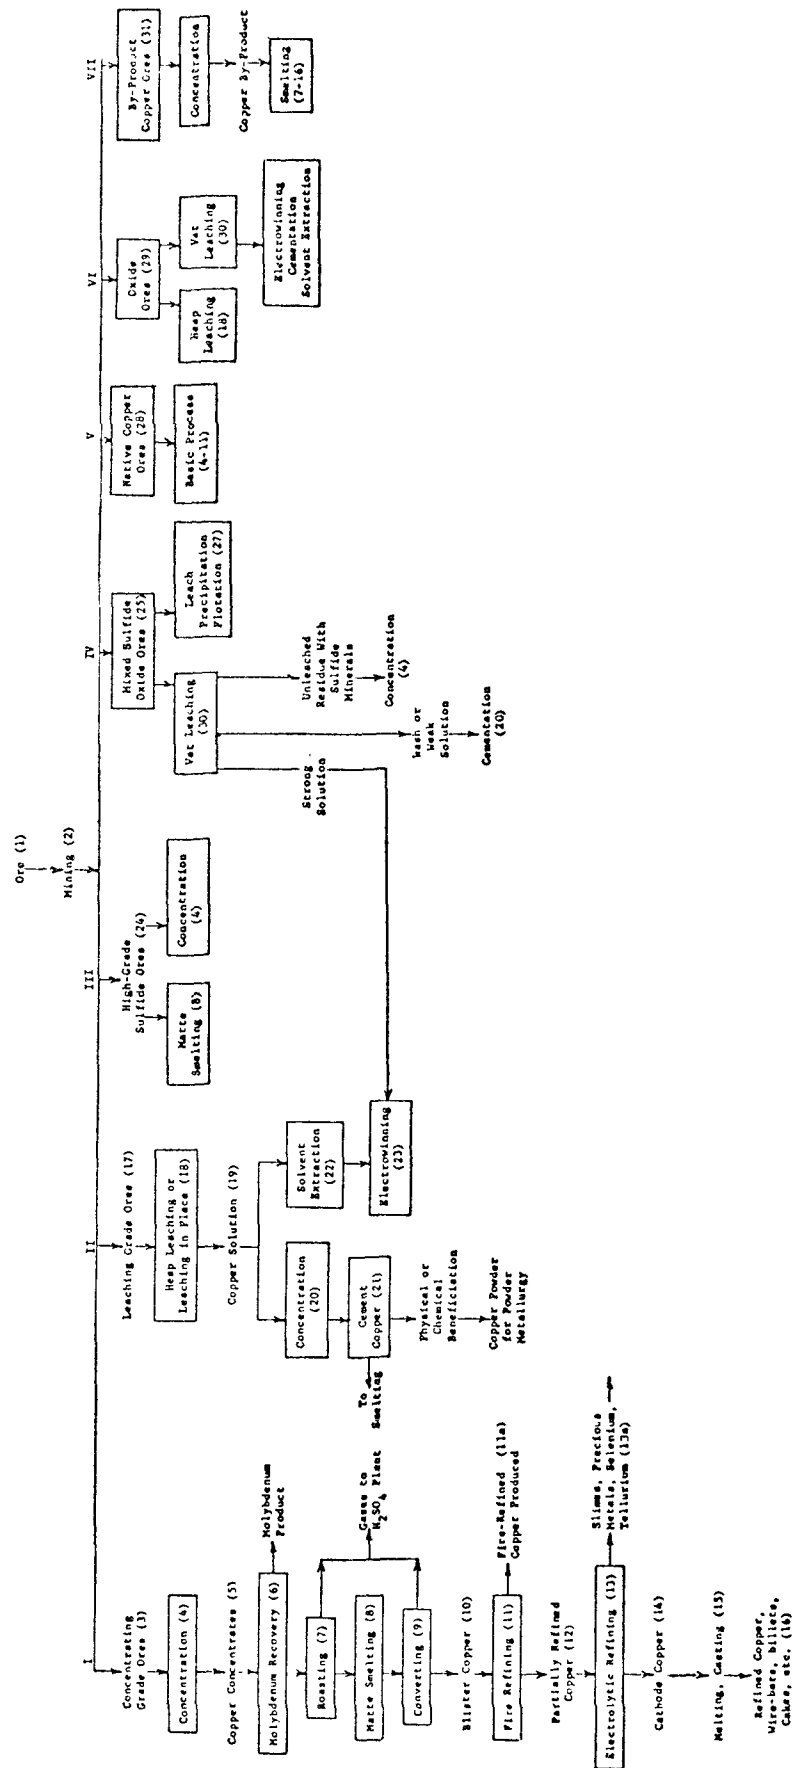 Ore (1)
Mining (2)
I
Concentrating
Grade Ores (3)
Concentration (4)
Copper Concentrates (5)
Molybdenum Recovery (6)
Molybdenum
Product
Roasting (7)
Matte Smelting (8)
Converting (9)
Gases to
K2SO4 Plant
Blister Copper (10)
Fire Refining (11)
Fire-Refined (11a)
Copper Produced
Partially Refined
Copper (12)
Electrolytic Refining (13)
Slimes, Precious
Metals, Selenium,
Tellurium (13a)
Cathode Copper (14)
Melting, Casting (15)
Refined Copper,
Wire-bars, billets,
Cakes, etc. (16)
II
Leaching Grade Ores (17)
Heap Leaching or
Leaching in Place (18)
Copper Solution (19)
Concentration
(20)
Cement
Copper (21)
To
Smelting
Physical or
Chemical
Beneficiation
Copper Powder
for Powder
Metallurgy
Solvent
Extraction
(22)
Electrowinning
(23)
III
High-Grade
Sulfide Ores (24)
Matte
Smelting (8)
Concentration
(4)
IV
Mixed Sulfide
Oxide Ores (25)
Vat Leaching
(30)
Leach
Precipitation
Flotation (27)
Strong
Solution
Wash or
Weak
Solution
Cementation
(20)
Unleached
Residue With
Sulfide
Minerals
Concentration
(4)
V
Native Copper
Ores (28)
Basic Process
(4-11)
VI
Oxide
Ores (29)
Heap
Leaching
(18)
Vat
Leaching
(30)
Electrowinning
Cementation
Solvent Extraction
VII
By-Product
Copper Ores (31)
Concentration
Copper By-Product
Smelting
(7-16)